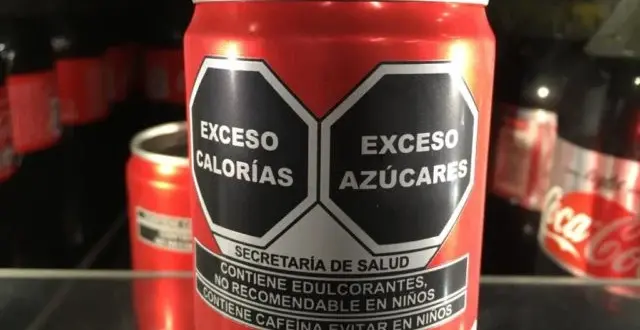 EXCESO
CALORÍAS
EXCESO
AZÚCARES
SECRETARÍA DE SALUD
CONTIENE EDULCORANTES,
NO RECOMENDABLE EN NIÑOS
CONTIENE CAFEÍNA EVITAR EN NIÑOS
Coca-Cola